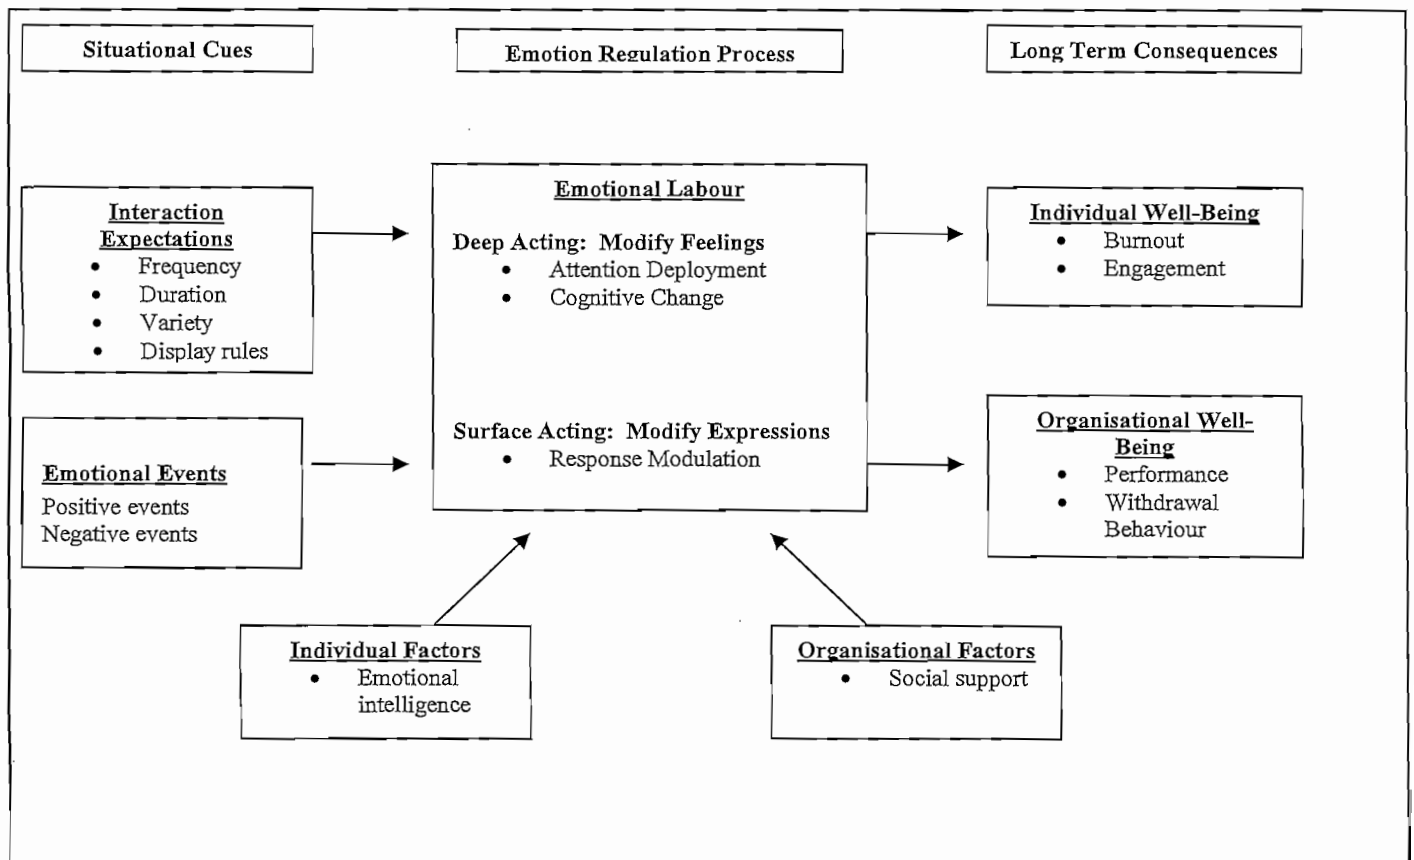 Situational Cues
Emotion Regulation Process
Long Term Consequences
Interaction
Expectations
• Frequency
• Duration
• Variety
• Display rules
Emotional Events
Positive events
Negative events
Emotional Labour
Deep Acting: Modify Feelings
• Attention Deployment
• Cognitive Change
Surface Acting: Modify Expressions
• Response Modulation
Individual Well-Being
• Burnout
• Engagement
Organisational Well-
Being
• Performance
• Withdrawal
Behaviour
Individual Factors
• Emotional
intelligence
Organisational Factors
• Social support